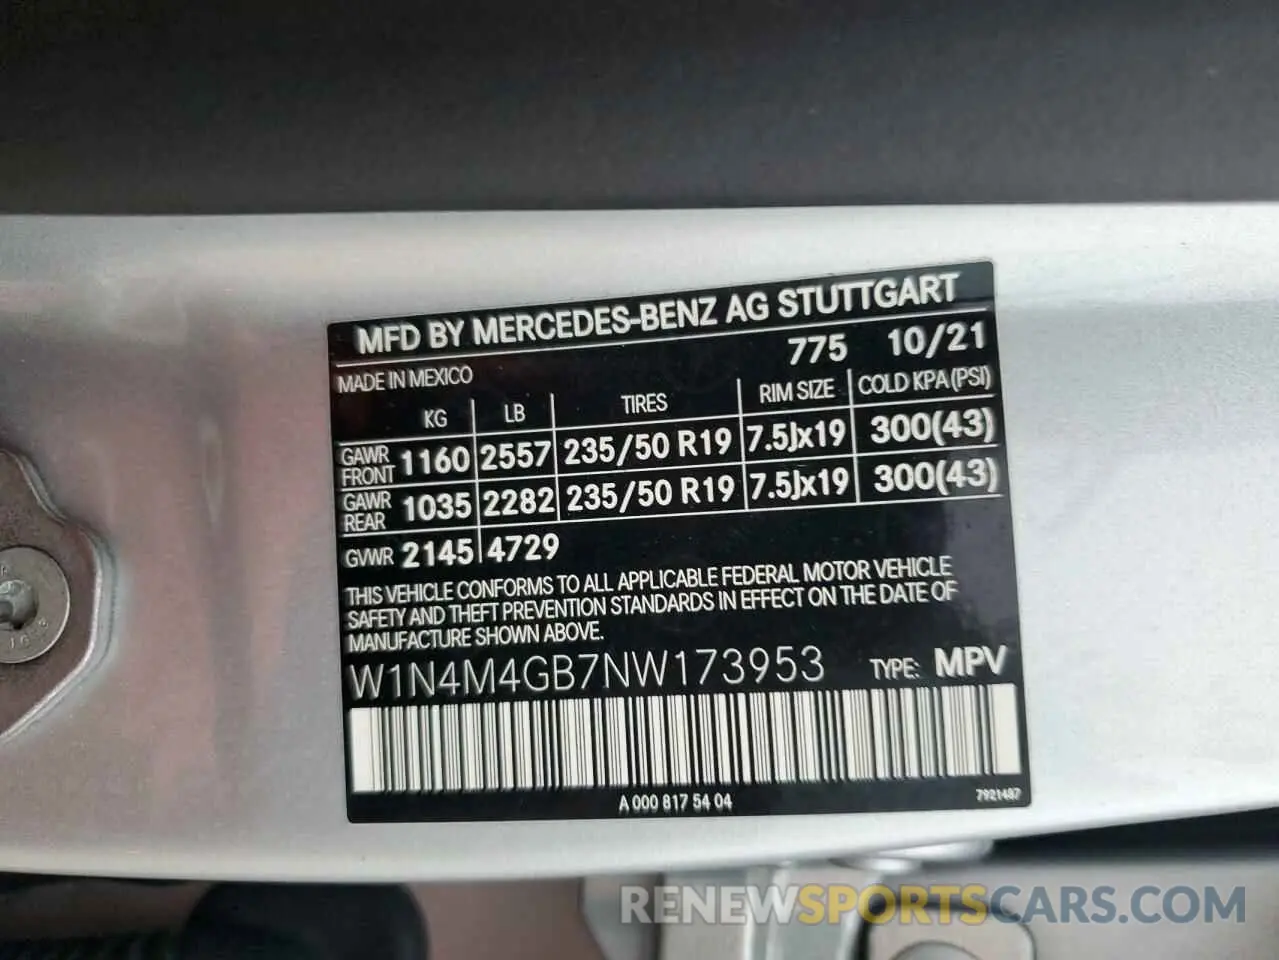 MFD BY MERCEDES-BENZ AG STUTTGART
775 10/21
MADE IN MEXICO
KG LB TIRES RIM SIZE COLD KPA (PSI)
GAWR FRONT 1160 2557 235/50 R19 7.5Jx19 300(43)
GAWR REAR 1035 2282 235/50 R19 7.5Jx19 300(43)
GVWR 2145 4729
THIS VEHICLE CONFORMS TO ALL APPLICABLE FEDERAL MOTOR VEHICLE
SAFETY AND THEFT PREVENTION STANDARDS IN EFFECT ON THE DATE OF
MANUFACTURE SHOWN ABOVE.
W1N4M4GB7NW173953 TYPE: MPV
A 000 817 54 04
7921487
RENEWSPORTSCARS.COM